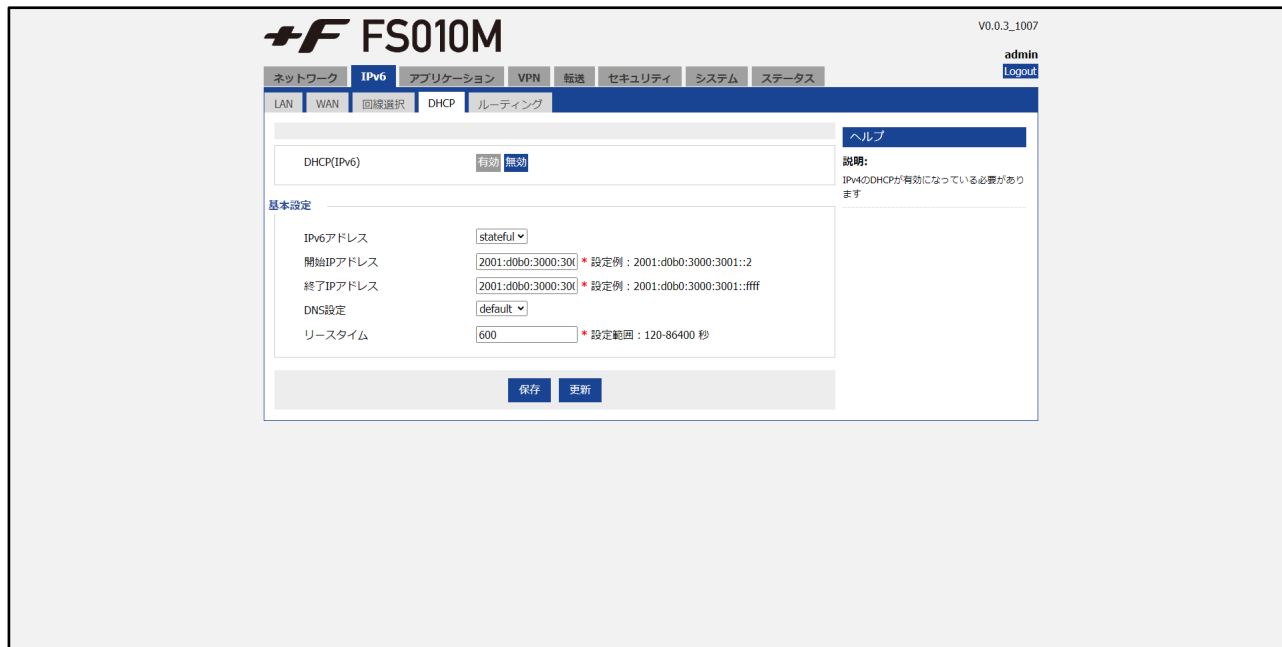 +F FS010M
V0.0.3_1007
admin
Logout
ネットワーク IPv6 アプリケーション VPN 転送 セキュリティ システム ステータス
LAN WAN 回線選択 DHCP ルーティング
DHCP(IPv6) 有効 無効
ヘルプ
説明:
IPv4のDHCPが有効になっている必要があり
ます
基本設定
IPv6アドレス stateful
開始IPアドレス 2001:d0b0:3000:30( * 設定例：2001:d0b0:3000:3001::2
終了IPアドレス 2001:d0b0:3000:30( * 設定例：2001:d0b0:3000:3001::ffff
DNS設定 default
リースタイム 600 * 設定範囲：120-86400 秒
保存 更新